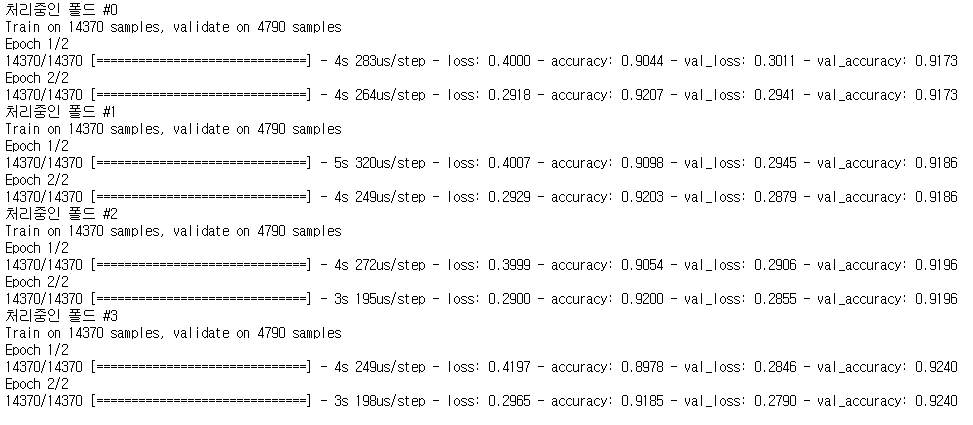 처리중인 폴드 #0
Train on 14370 samples, validate on 4790 samples
Epoch 1/2
14370/14370 [==============================] - 4s 283us/step - loss: 0.4000 - accuracy: 0.9044 - val_loss: 0.3011 - val_accuracy: 0.9173
Epoch 2/2
14370/14370 [==============================] - 4s 264us/step - loss: 0.2918 - accuracy: 0.9207 - val_loss: 0.2941 - val_accuracy: 0.9173
처리중인 폴드 #1
Train on 14370 samples, validate on 4790 samples
Epoch 1/2
14370/14370 [==============================] - 5s 320us/step - loss: 0.4007 - accuracy: 0.9098 - val_loss: 0.2945 - val_accuracy: 0.9186
Epoch 2/2
14370/14370 [==============================] - 4s 249us/step - loss: 0.2929 - accuracy: 0.9203 - val_loss: 0.2879 - val_accuracy: 0.9186
처리중인 폴드 #2
Train on 14370 samples, validate on 4790 samples
Epoch 1/2
14370/14370 [==============================] - 4s 272us/step - loss: 0.3999 - accuracy: 0.9054 - val_loss: 0.2906 - val_accuracy: 0.9196
Epoch 2/2
14370/14370 [==============================] - 3s 195us/step - loss: 0.2900 - accuracy: 0.9200 - val_loss: 0.2855 - val_accuracy: 0.9196
처리중인 폴드 #3
Train on 14370 samples, validate on 4790 samples
Epoch 1/2
14370/14370 [==============================] - 4s 249us/step - loss: 0.4197 - accuracy: 0.8978 - val_loss: 0.2846 - val_accuracy: 0.9240
Epoch 2/2
14370/14370 [==============================] - 3s 198us/step - loss: 0.2965 - accuracy: 0.9185 - val_loss: 0.2790 - val_accuracy: 0.9240